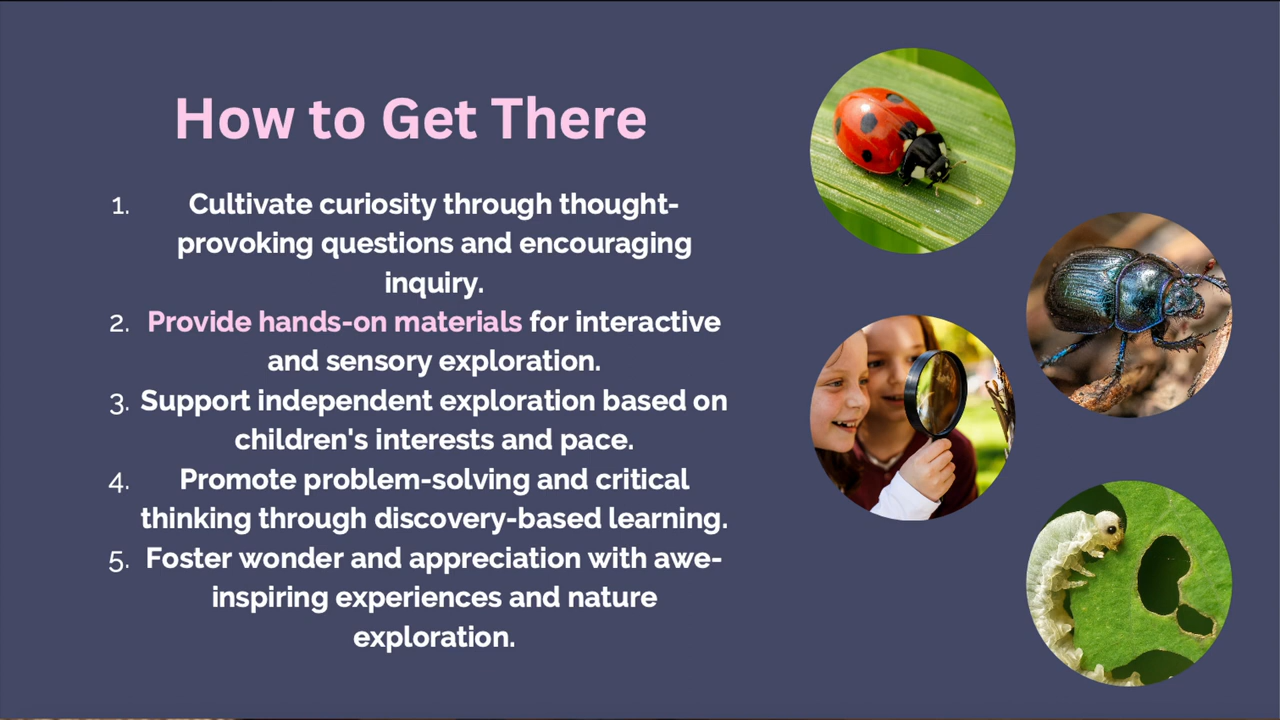 How to Get There
1. Cultivate curiosity through thought-
provoking questions and encouraging
inquiry.
2. Provide hands-on materials for interactive
and sensory exploration.
3. Support independent exploration based on
children's interests and pace.
4. Promote problem-solving and critical
thinking through discovery-based learning.
5. Foster wonder and appreciation with awe-
inspiring experiences and nature
exploration.